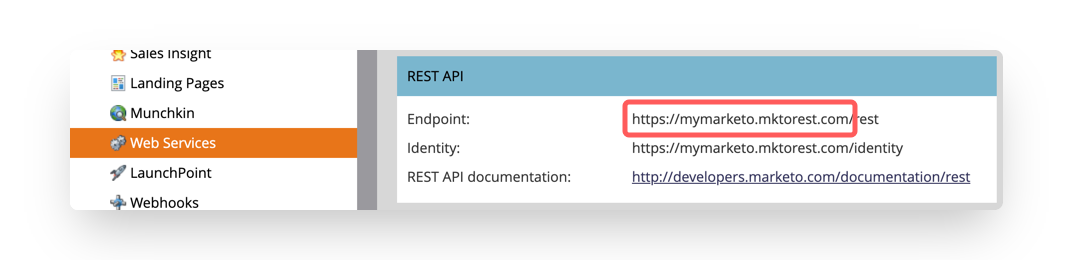 Sales Insight
Landing Pages
Munchkin
Web Services
LaunchPoint
Webhooks
REST API
Endpoint: https://mymarketo.mktorest.com/rest
Identity: https://mymarketo.mktorest.com/identity
REST API documentation: http://developers.marketo.com/documentation/rest